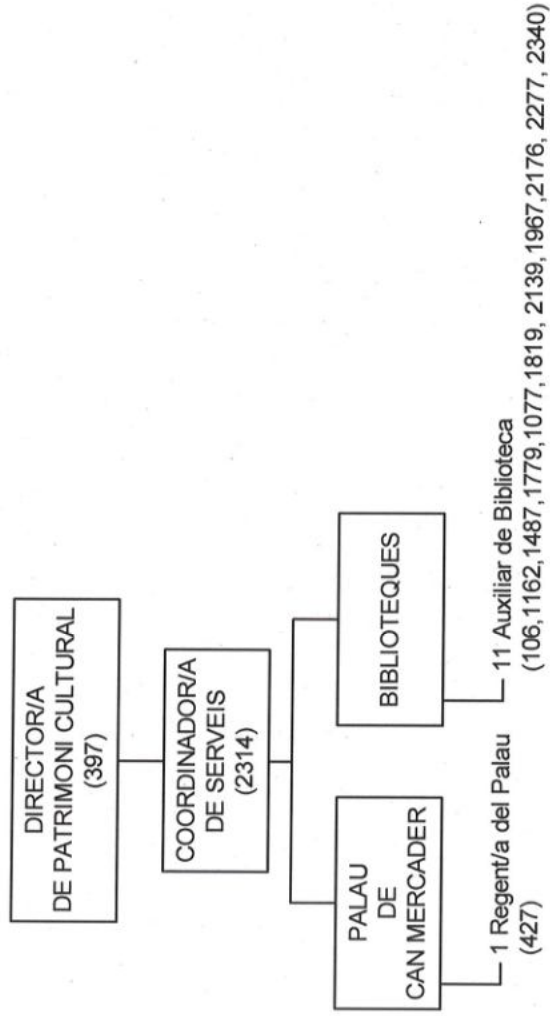 DIRECTOR/A
DE PATRIMONI CULTURAL
(397)
COORDINADOR/A
DE SERVEIS
(2314)
PALAU
DE
CAN MERCADER
1 Regent/a del Palau
(427)
BIBLIOTEQUES
11 Auxiliar de Biblioteca
(106,1162,1487,1779,1077,1819, 2139,1967,2176, 2277, 2340)